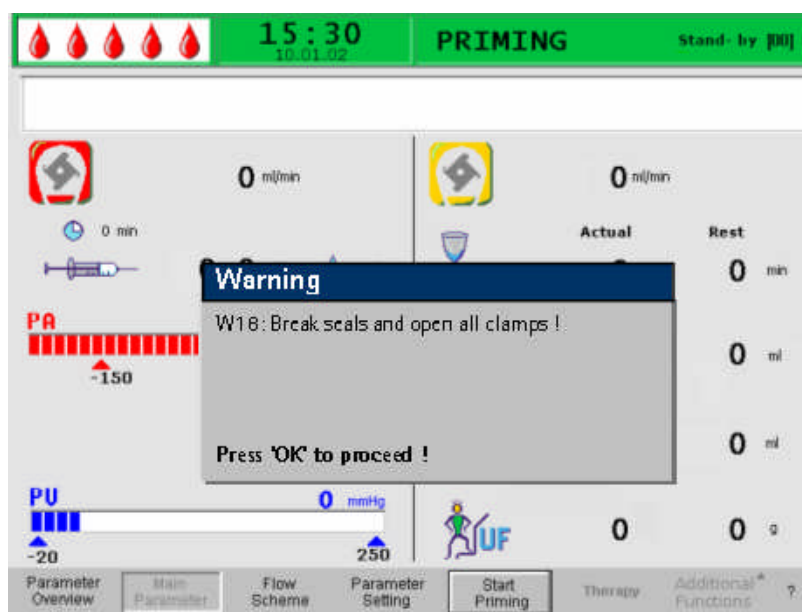 15:30
10.01.02
PRIMING
Stand- by [00]
0 ml/min
0 ml/min
0 min
Actual
Rest
0 min
Warning
W18: Break seals and open all clamps !
Press 'OK' to proceed !
PA
-150
0 ml
0 ml
PU
0 mmHg
-20
250
UF
0
0 g
Parameter Overview
Main Parameter
Flow Scheme
Parameter Setting
Start Priming
Therapy
Additional Functions
?